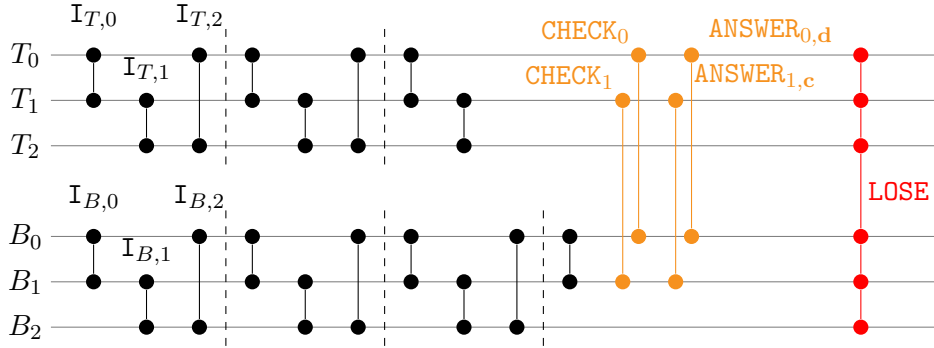 I_{T,0} I_{T,2}
CHECK_0 ANSWER_{0,d}
T_0
I_{T,1}
CHECK_1 ANSWER_{1,c}
T_1
T_2
I_{B,0} I_{B,2} LOSE
B_0
I_{B,1}
B_1
B_2